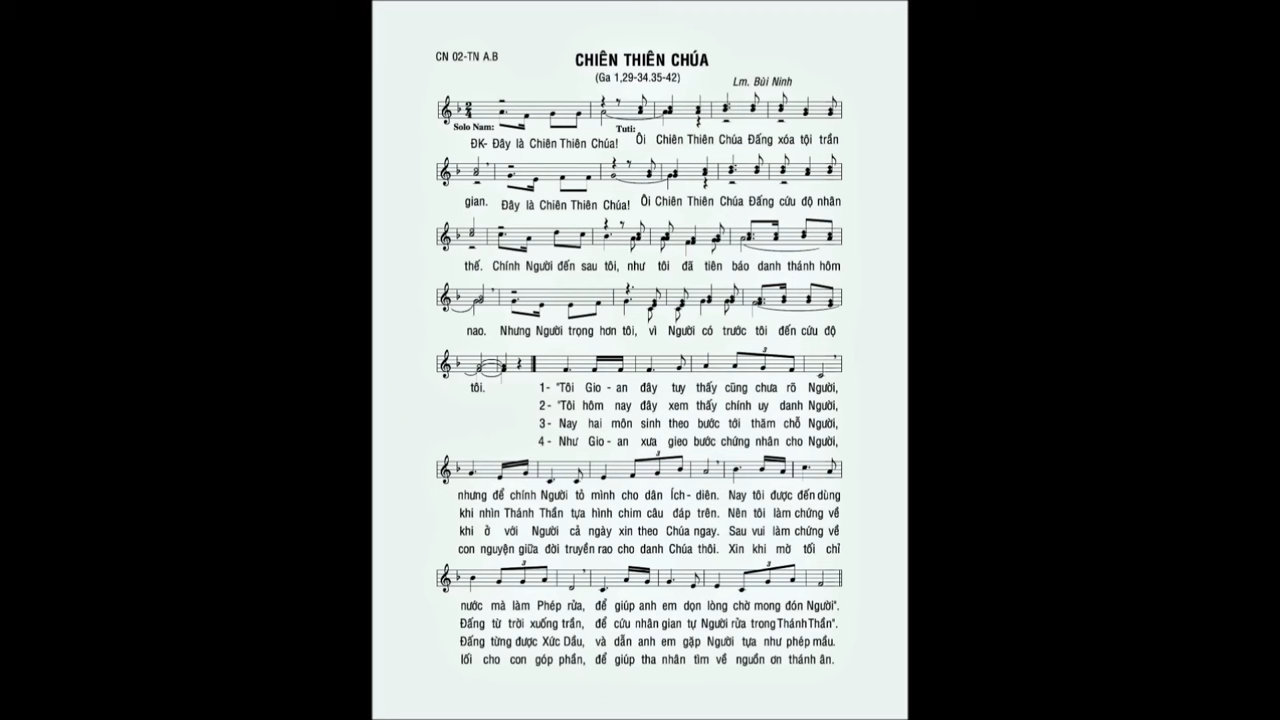 CN 02-TN A.B
CHIÊN THIÊN CHÚA
(Ga 1,29-34.35-42)
Lm. Bùi Ninh
Solo Nam:
Tuti:
ĐK- Đây là Chiên Thiên Chúa! Ôi Chiên Thiên Chúa Đấng xóa tội trần
gian. Đây là Chiên Thiên Chúa! Ôi Chiên Thiên Chúa Đấng cứu độ nhân
thế. Chính Người đến sau tôi, như tôi đã tiên báo danh thánh hôm
nao. Nhưng Người trọng hơn tôi, vì Người có trước tôi đến cứu độ
tôi. 1- "Tôi Gio - an đây tuy thấy cũng chưa rõ Người,
2- "Tôi hôm nay đây xem thấy chính uy danh Người,
3- Nay hai môn sinh theo bước tới thăm chỗ Người,
4- Như Gio - an xưa gieo bước chứng nhân cho Người,
nhưng để chính Người tỏ mình cho dân Ích- diên. Nay tôi được đến dùng
khi nhìn Thánh Thần tựa hình chim câu đáp trên. Nên tôi làm chứng về
khi ở với Người cả ngày xin theo Chúa ngay. Sau vui làm chứng về
con nguyện giữa đời truyền rao cho danh Chúa thôi. Xin khi mờ tối chỉ
nước mà làm Phép rửa, để giúp anh em dọn lòng chờ mong đón Người".
Đấng từ trời xuống trần, để cứu nhân gian tự Người rửa trong Thánh Thần".
Đấng từng được Xức Dầu, và dẫn anh em gặp Người tựa như phép mầu.
lối cho con góp phần, để giúp tha nhân tìm về nguồn ơn thánh ân.